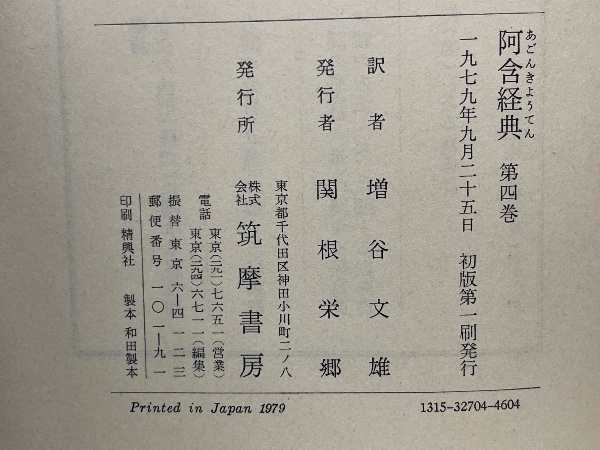 あごんきようてん
阿含経典 第四巻
一九七九年九月二十五日 初版第一刷発行
訳者 増谷文雄
発行者 関根栄郷
発行所 株式会社 筑摩書房
東京都千代田区神田小川町二ノ八
電話 東京(二九一)七六五一(営業)
東京(二九四)六七一一(編集)
振替 東京 六―四一二三
郵便番号 一〇一―九一
印刷 精興社 製本 和田製本
Printed in Japan 1979
1315-32704-4604